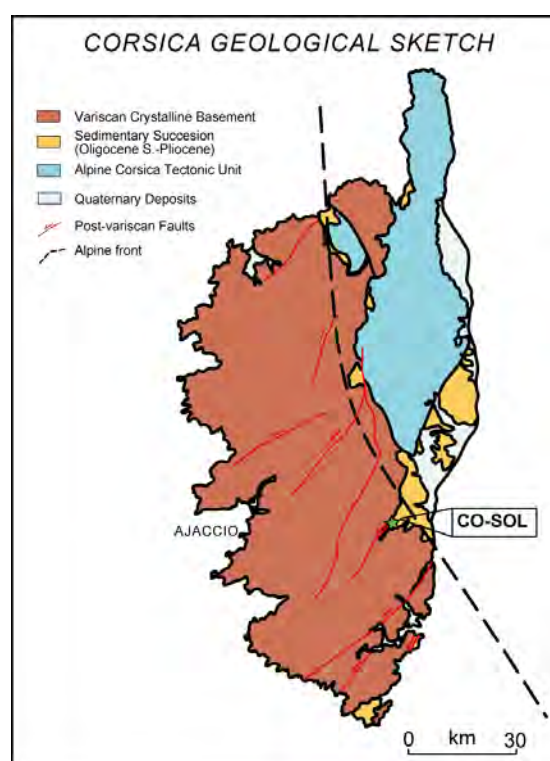 CORSICA GEOLOGICAL SKETCH
Variscan Crystalline Basement
Sedimentary Succesion
(Oligocene S.-Pliocene)
Alpine Corsica Tectonic Unit
Quaternary Deposits
Post-variscan Faults
Alpine front
CO-SOL
AJACCIO
km
0 30